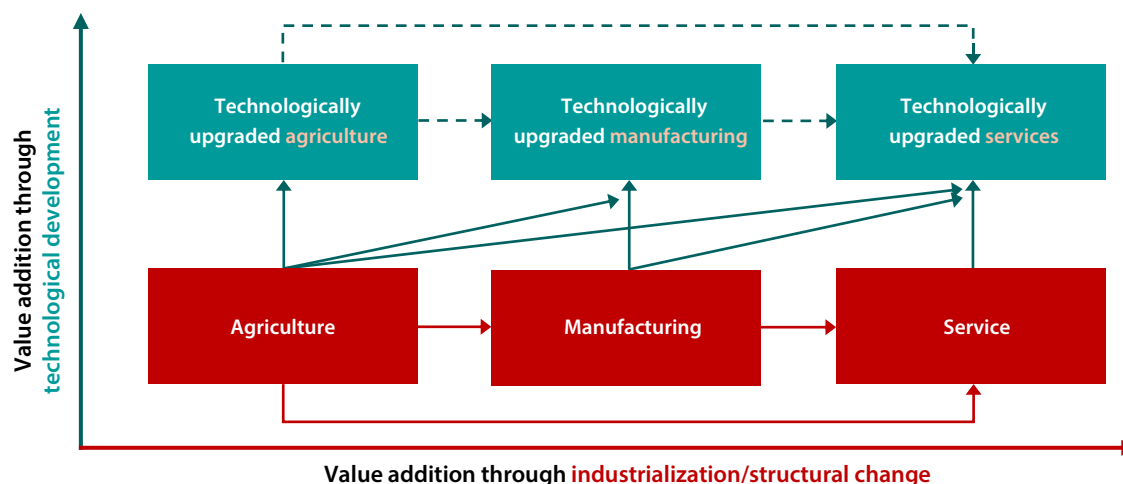 Value addition through
technological development
Technologically
upgraded agriculture
Technologically
upgraded manufacturing
Technologically
upgraded services
Agriculture
Manufacturing
Service
Value addition through industrialization/structural change